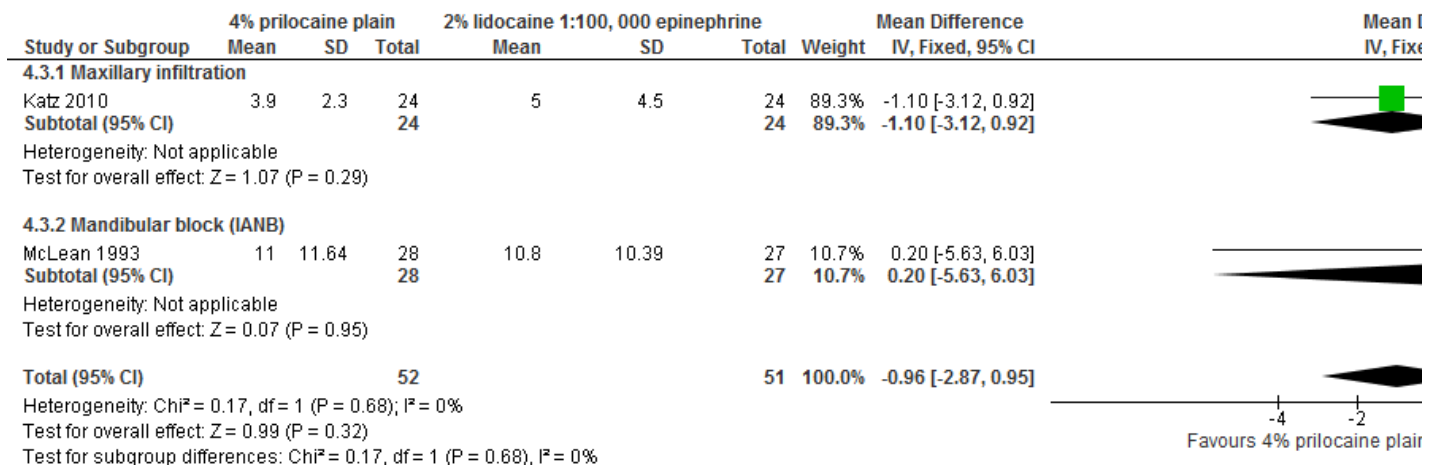 4% prilocaine plain 2% lidocaine 1:100, 000 epinephrine Mean Difference Mean D
Study or Subgroup Mean SD Total Mean SD Total Weight IV, Fixed, 95% CI IV, Fixe
4.3.1 Maxillary infiltration
Katz 2010 3.9 2.3 24 5 4.5 24 89.3% -1.10 [-3.12, 0.92]
Subtotal (95% CI) 24 24 89.3% -1.10 [-3.12, 0.92]
Heterogeneity: Not applicable
Test for overall effect: Z = 1.07 (P = 0.29)
4.3.2 Mandibular block (IANB)
McLean 1993 11 11.64 28 10.8 10.39 27 10.7% 0.20 [-5.63, 6.03]
Subtotal (95% CI) 28 27 10.7% 0.20 [-5.63, 6.03]
Heterogeneity: Not applicable
Test for overall effect: Z = 0.07 (P = 0.95)
Total (95% CI) 52 51 100.0% -0.96 [-2.87, 0.95]
Heterogeneity: Chi² = 0.17, df = 1 (P = 0.68); I² = 0%
Test for overall effect: Z = 0.99 (P = 0.32)
Test for subgroup differences: Chi² = 0.17, df = 1 (P = 0.68), I² = 0%
-4 -2
Favours 4% prilocaine plain